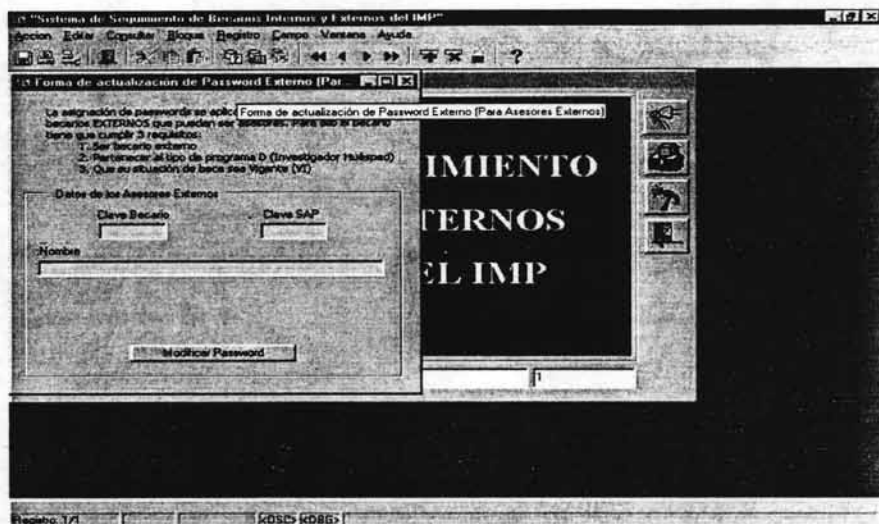 "Sistema de Seguimiento de Becarios Internos y Externos del IMP"
Accion Editar Consultar Bloque Registro Campo Ventana Ayuda
Forma de actualización de Password Externo (Par...
La asignación de passwords se aplica
Forma de actualización de Password Externo (Para Asesores Externos)
becarios EXTERNOS que puedan ser asesores. Para ello el becario
tiene que cumplir 3 requisitos:
1. Ser becario externo
2. Pertenecer al tipo de programa D (Investigador Huésped)
3. Que su situación de beca sea Vigente (VI)
IMIENTO
TERNOS
EL IMP
Datos de los Asesores Externos
Clave Becario Clave SAP
Nombre
Modificar Password
1
Registro: 1/1 <OSC> <DBG>